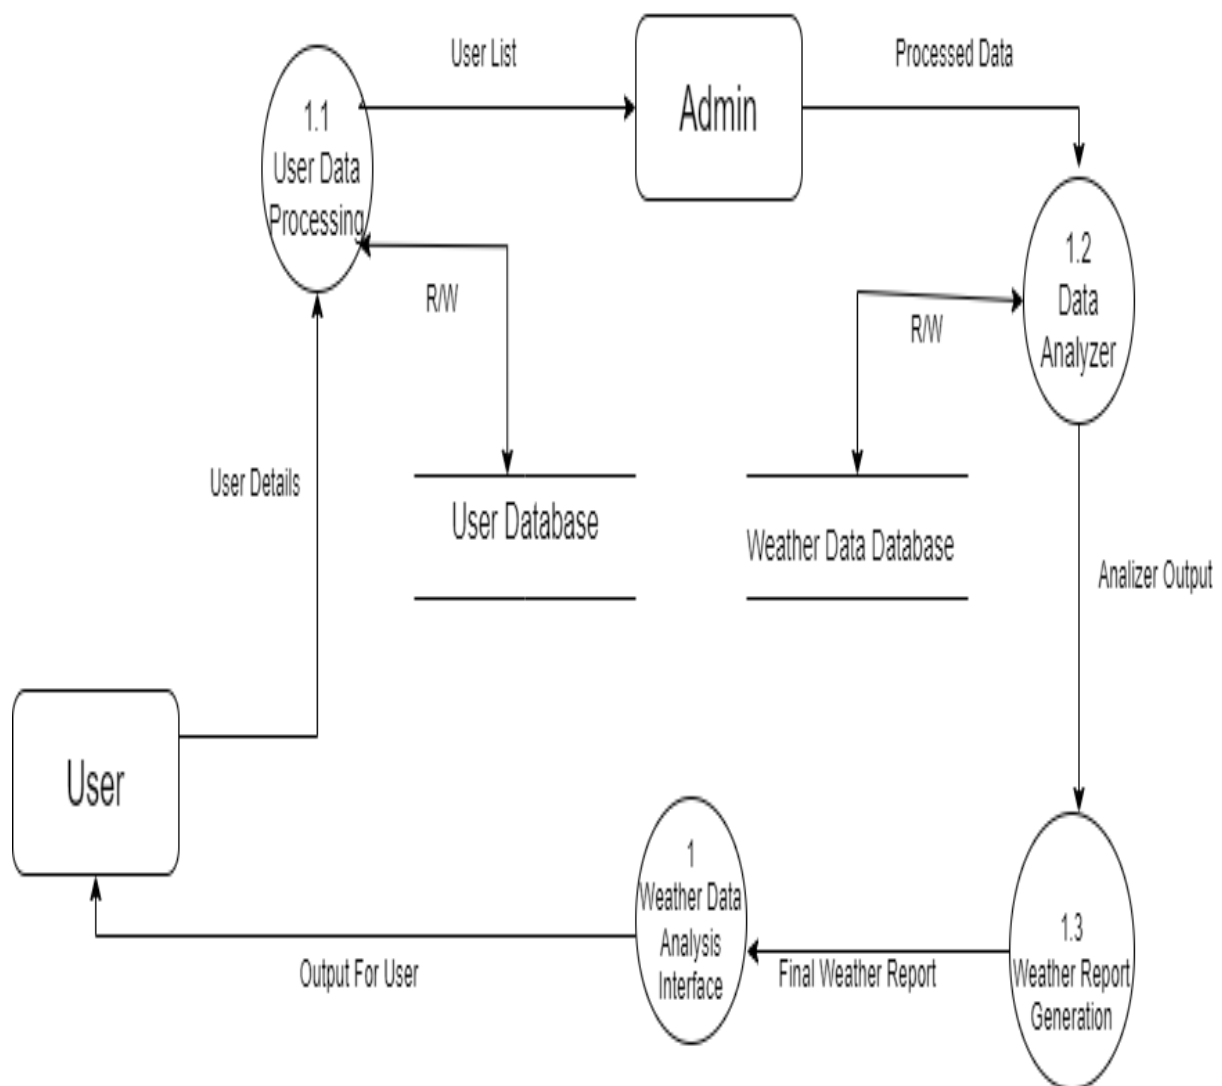 User List
Processed Data
1.1
User Data
Processing
Admin
1.2
Data
Analyzer
R/W
R/W
User Details
User Database
Weather Data Database
Analizer Output
User
1
Weather Data
Analysis
Interface
1.3
Weather Report
Generation
Output For User
Final Weather Report